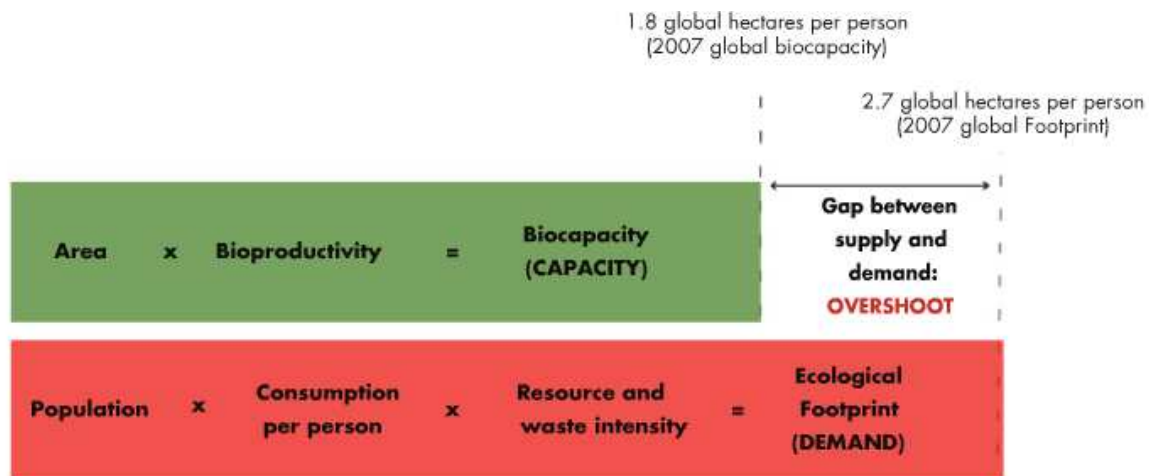 1.8 global hectares per person
(2007 global biocapacity)
2.7 global hectares per person
(2007 global Footprint)
Area x Bioproductivity = Biocapacity
(CAPACITY)
Gap between
supply and
demand:
OVERSHOOT
Population x Consumption
per person x Resource and
waste intensity = Ecological
Footprint
(DEMAND)